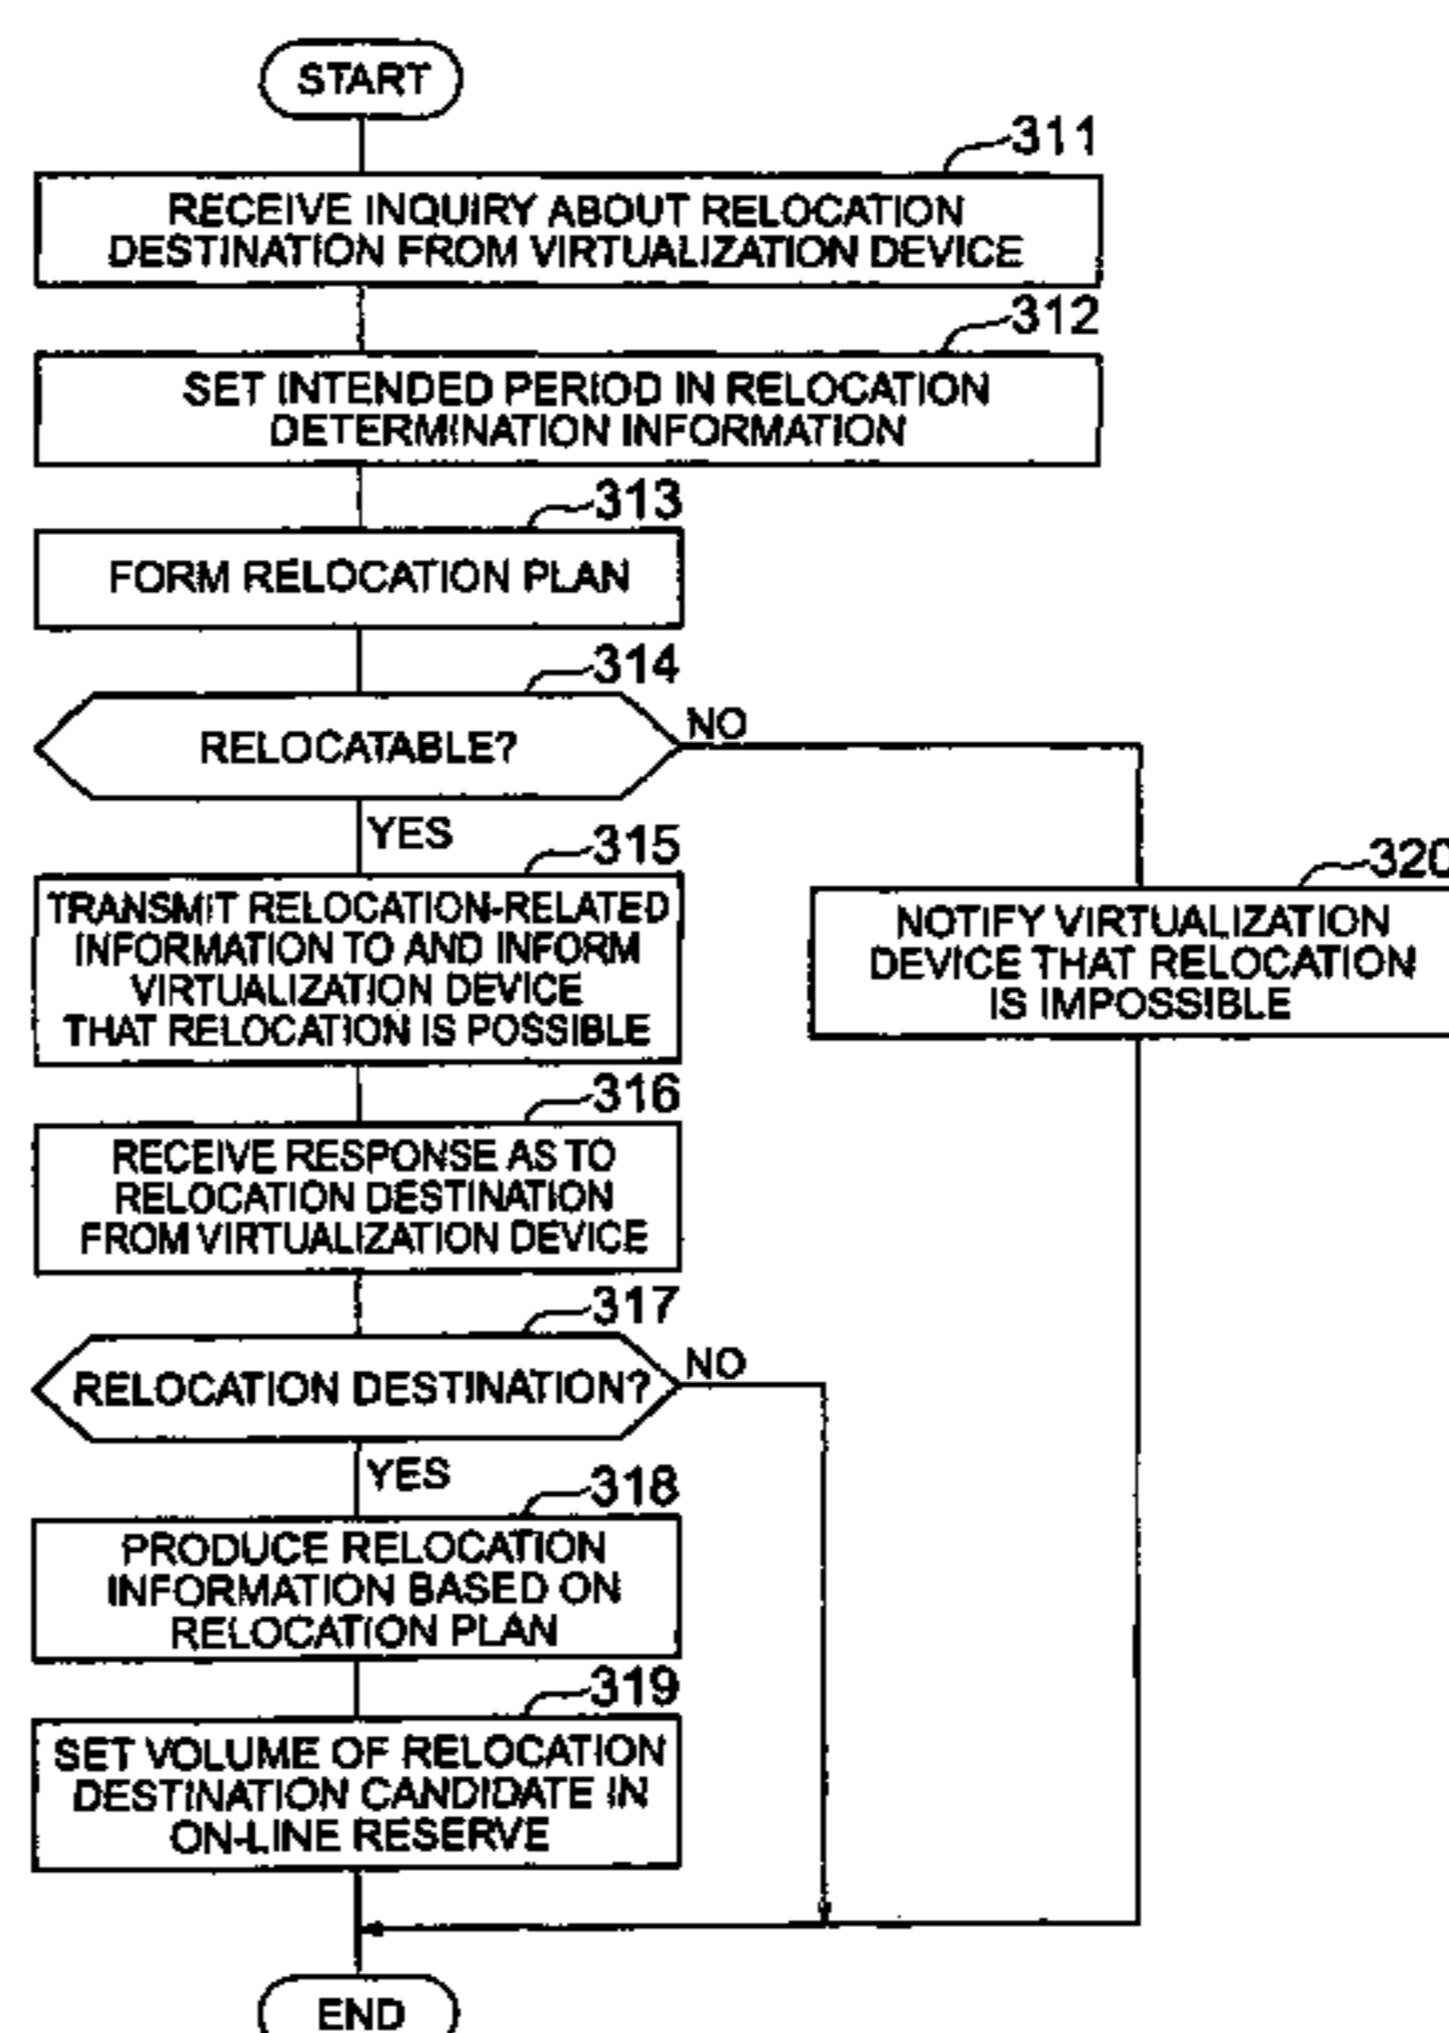 START
311
RECEIVE INQUIRY ABOUT RELOCATION
DESTINATION FROM VIRTUALIZATION DEVICE
312
SET INTENDED PERIOD IN RELOCATION
DETERMINATION INFORMATION
313
FORM RELOCATION PLAN
314
RELOCATABLE?
NO
YES
315
TRANSMIT RELOCATION-RELATED
INFORMATION TO AND INFORM
VIRTUALIZATION DEVICE
THAT RELOCATION IS POSSIBLE
320
NOTIFY VIRTUALIZATION
DEVICE THAT RELOCATION
IS IMPOSSIBLE
316
RECEIVE RESPONSE AS TO
RELOCATION DESTINATION
FROM VIRTUALIZATION DEVICE
317
RELOCATION DESTINATION?
NO
YES
318
PRODUCE RELOCATION
INFORMATION BASED ON
RELOCATION PLAN
319
SET VOLUME OF RELOCATION
DESTINATION CANDIDATE IN
ON-LINE RESERVE
END